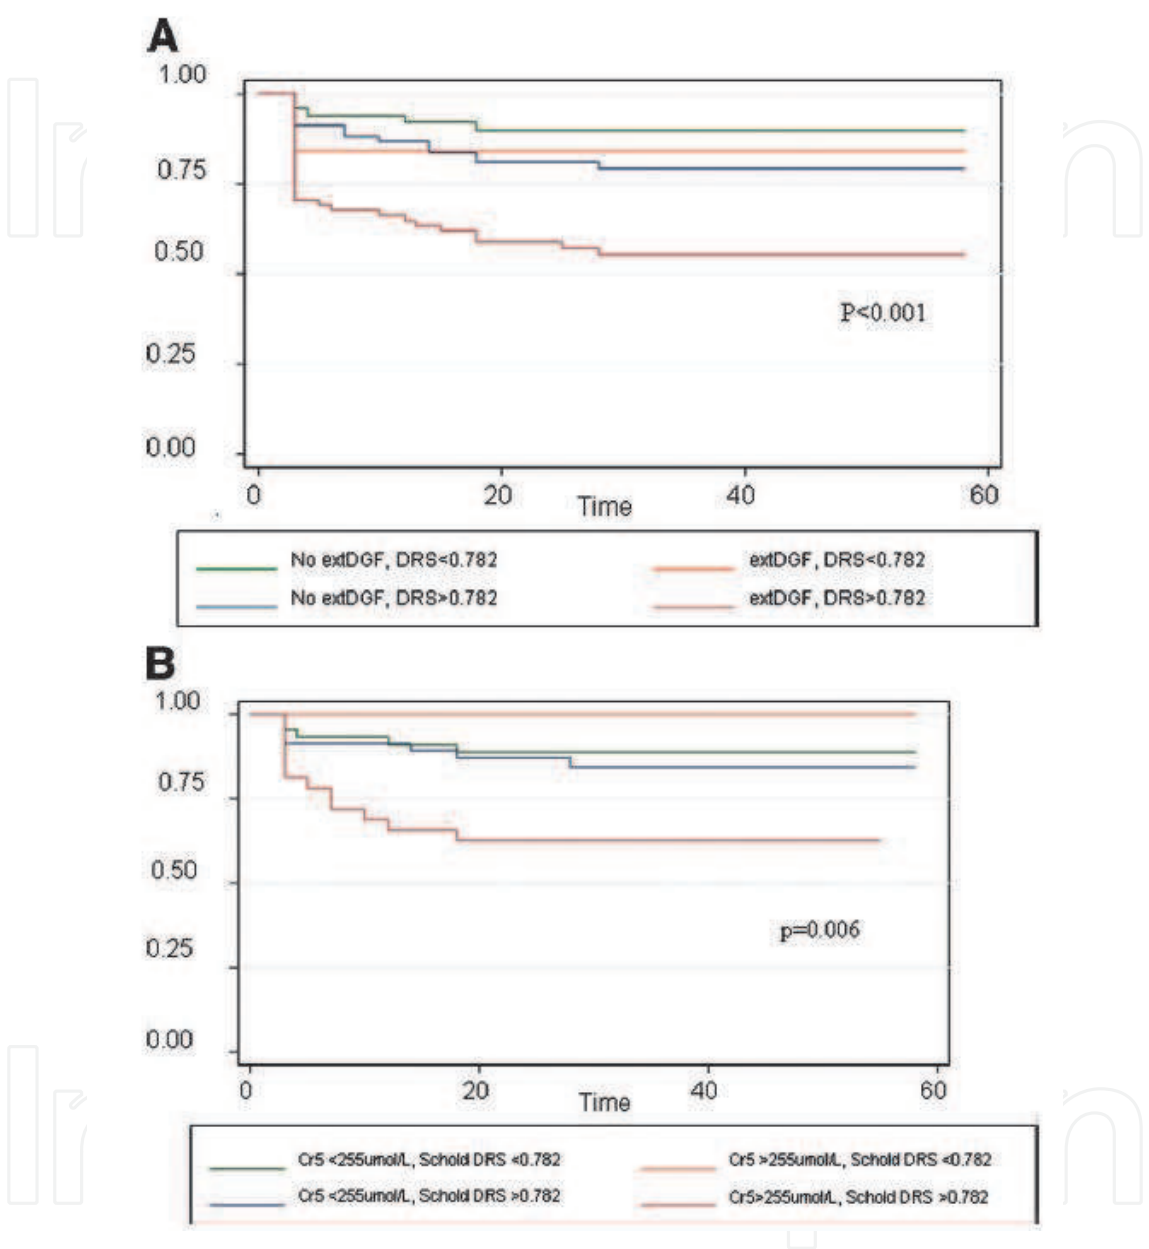 A
1.00
0.75
0.50
0.25
0.00
P<0.001
0 20 40 60
Time
No extDGF, DRS<0.782 extDGF, DRS<0.782
No extDGF, DRS>0.782 extDGF, DRS>0.782
B
1.00
0.75
0.50
0.25
0.00
p=0.006
0 20 40 60
Time
Cr5 <255umol/L, Schold DRS <0.782 Cr5 >255umol/L, Schold DRS <0.782
Cr5 <255umol/L, Schold DRS >0.782 Cr5>255umol/L, Schold DRS >0.782